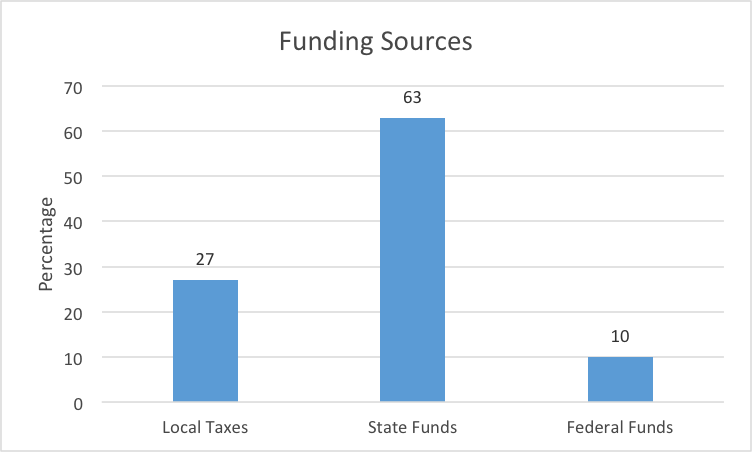 Funding Sources
Percentage
70
60
50
40
30
20
10
0
27
63
10
Local Taxes
State Funds
Federal Funds